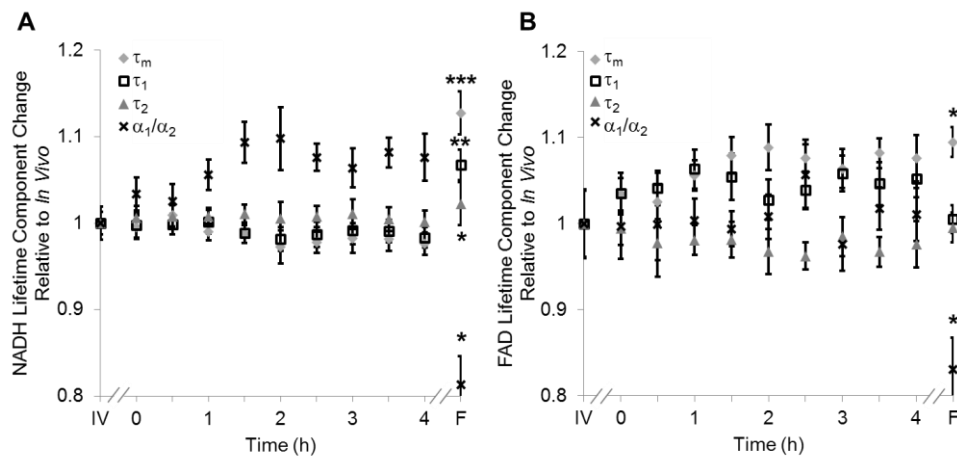 A
NADH Lifetime Component Change
Relative to In Vivo
1.2
1.1
1
0.9
0.8
τm
τ1
τ2
α1/α2
***
**
*
*
IV 0 1 2 3 4 F
Time (h)
B
FAD Lifetime Component Change
Relative to In Vivo
1.2
1.1
1
0.9
0.8
τm
τ1
τ2
α1/α2
*
*
IV 0 1 2 3 4 F
Time (h)